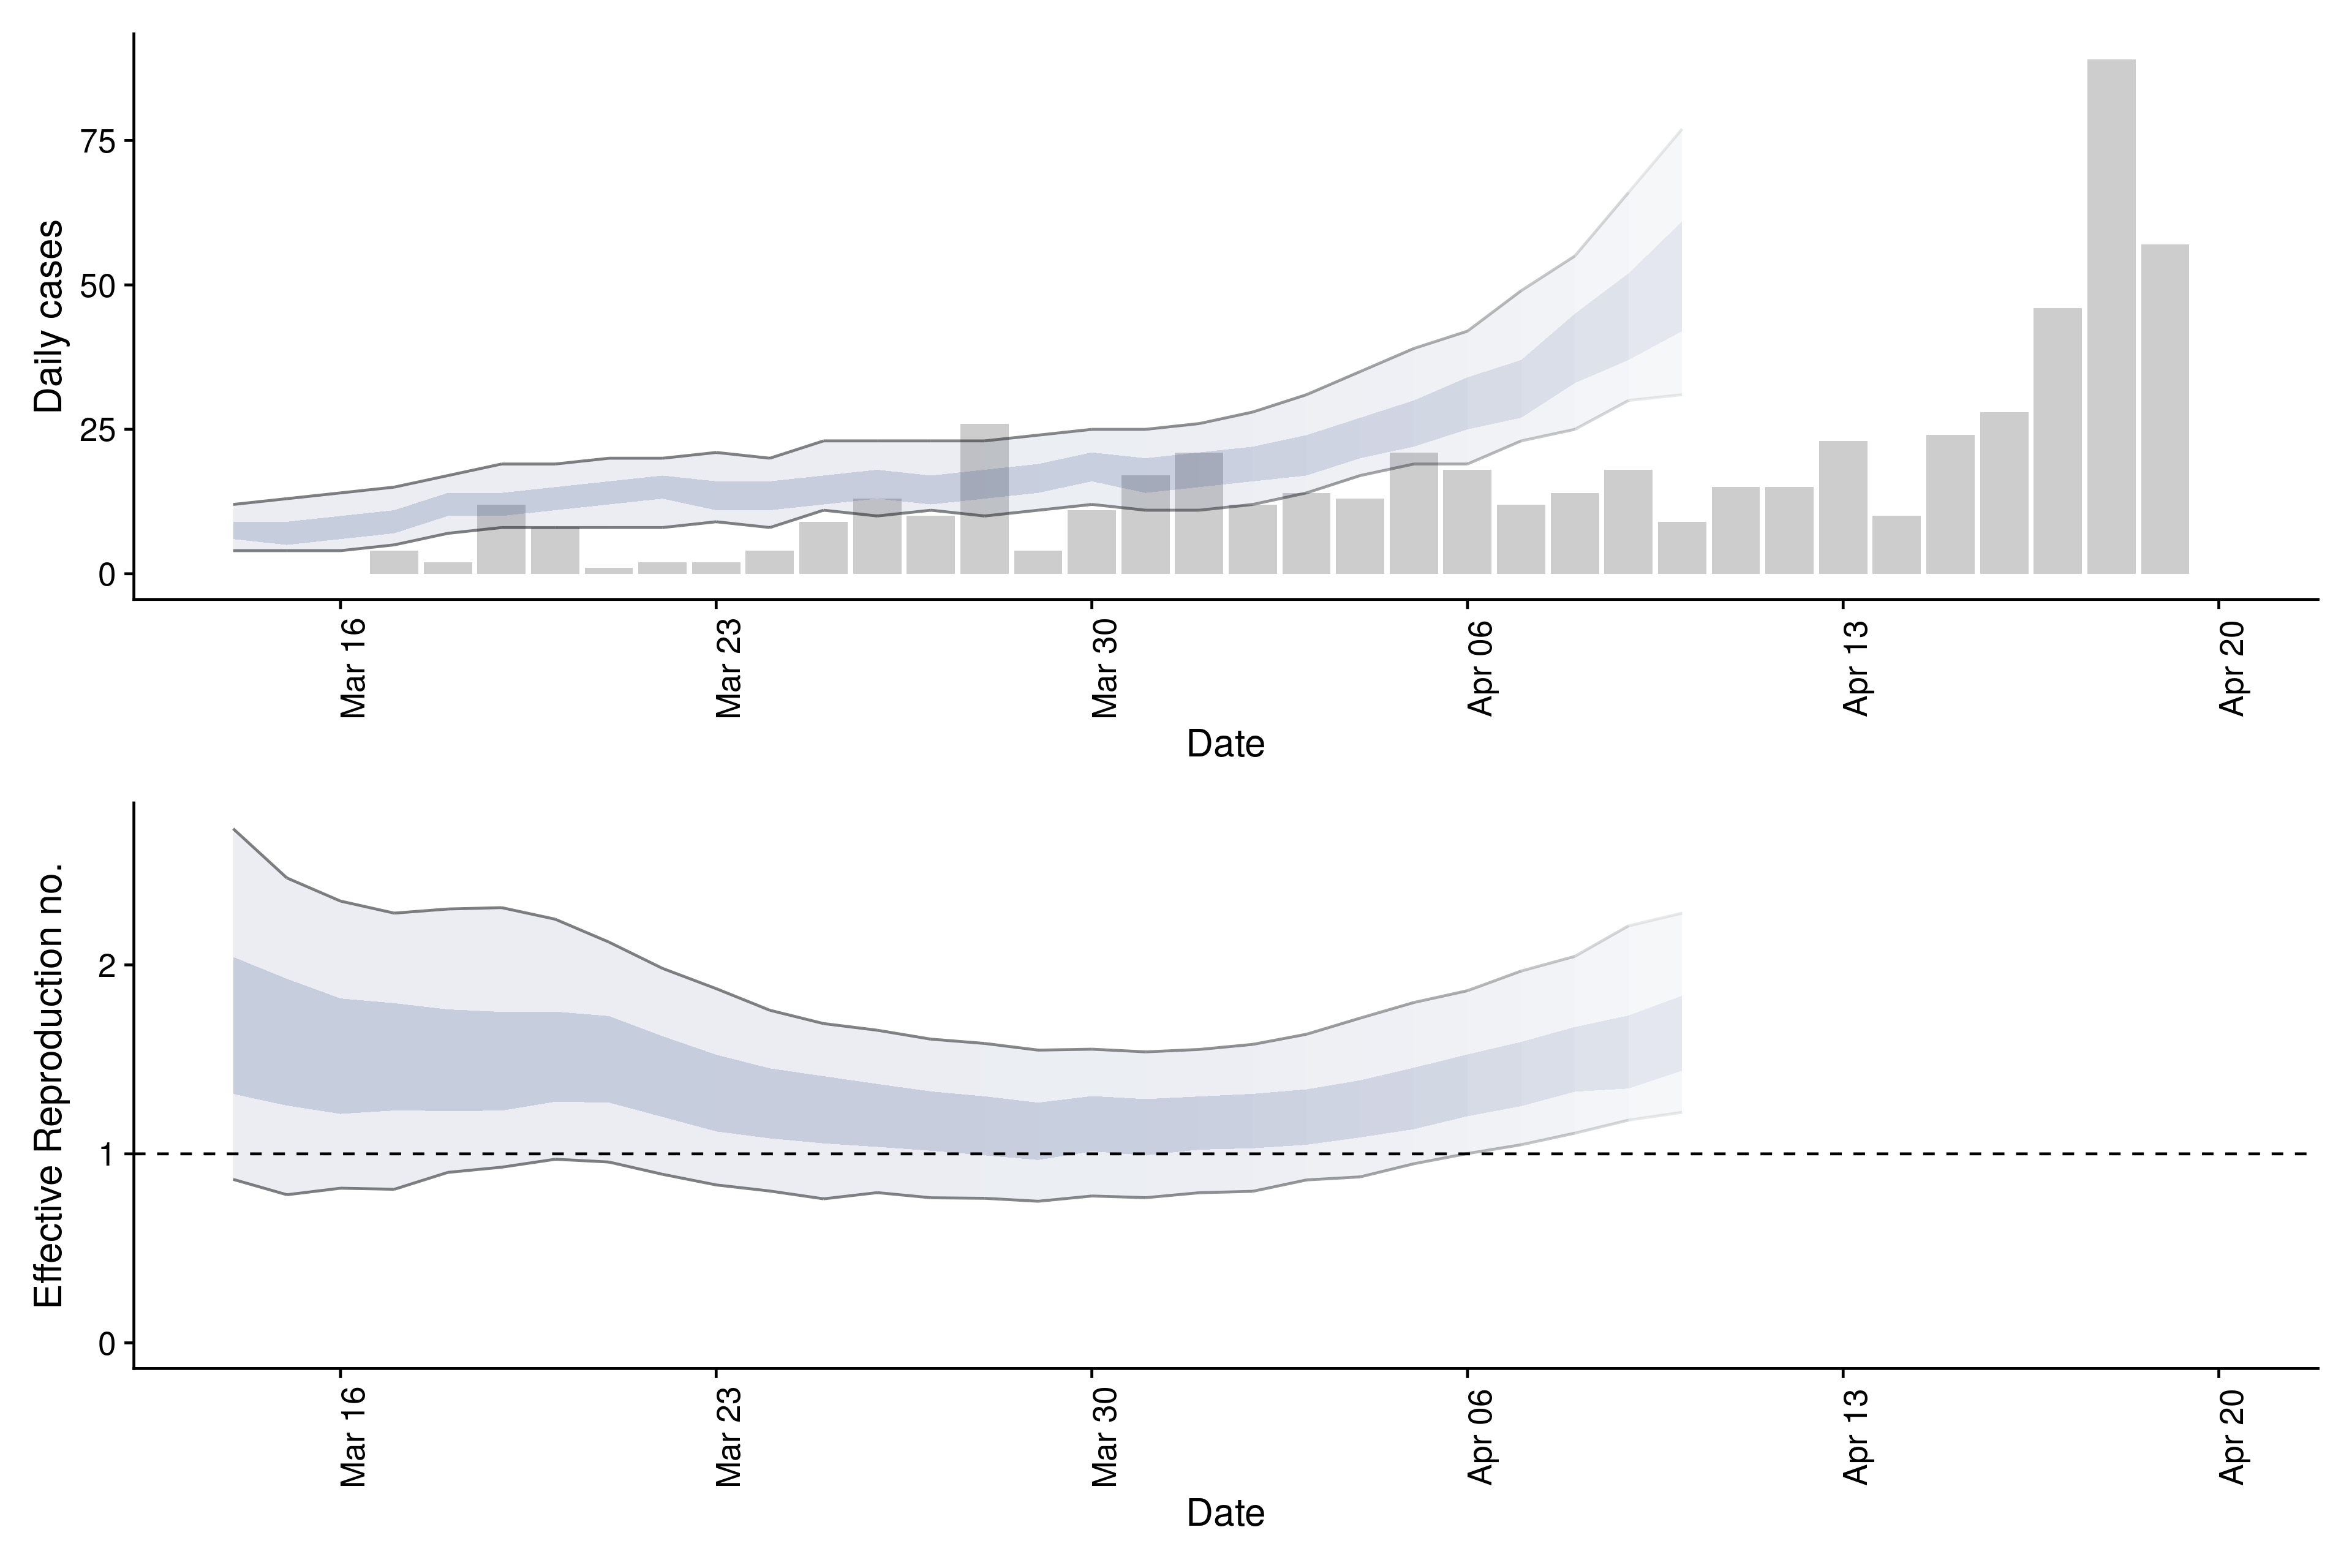 Daily cases
75
50
25
0
Mar 16
Mar 23
Mar 30
Apr 06
Apr 13
Apr 20
Date
Effective Reproduction no.
2
1
0
Mar 16
Mar 23
Mar 30
Apr 06
Apr 13
Apr 20
Date